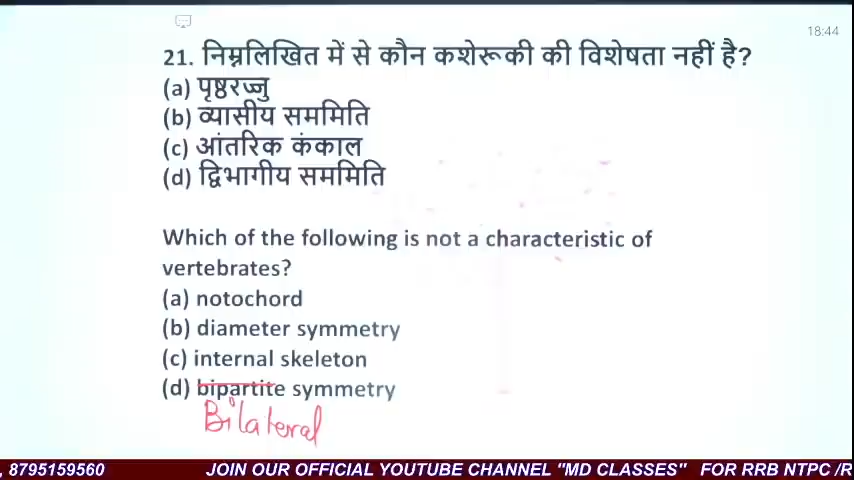 18:44
21. निम्नलिखित में से कौन कशेरूकी की विशेषता नहीं है?
(a) पृष्ठरज्जु
(b) व्यासीय सममिति
(c) आंतरिक कंकाल
(d) द्विभागीय सममिति
Which of the following is not a characteristic of
vertebrates?
(a) notochord
(b) diameter symmetry
(c) internal skeleton
(d) bipartite symmetry
Bilateral
, 8795159560 JOIN OUR OFFICIAL YOUTUBE CHANNEL "MD CLASSES" FOR RRB NTPC /R